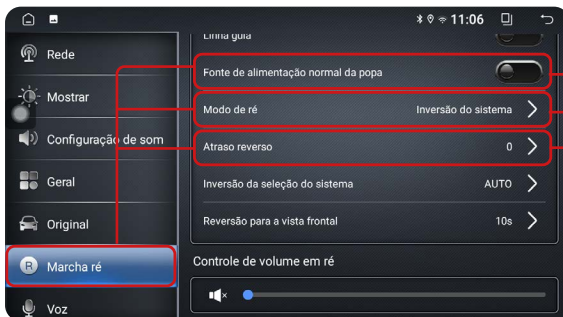 11:06
Linha guia
Rede
Fonte de alimentação normal da popa
Mostrar
Modo de ré Inversão do sistema
Configuração de som
Atraso reverso 0
Geral
Inversão da seleção do sistema AUTO
Original
Reversão para a vista frontal 10s
R Marcha ré
Controle de volume em ré
Voz